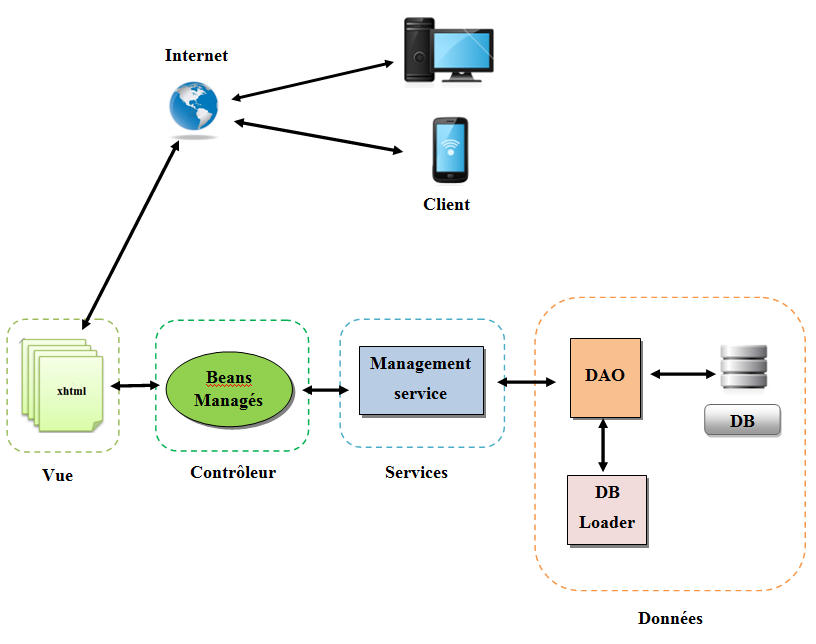 Internet
Client
xhtml
Beans
Managés
Management
service
DAO
DB
DB
Loader
Vue
Contrôleur
Services
Données